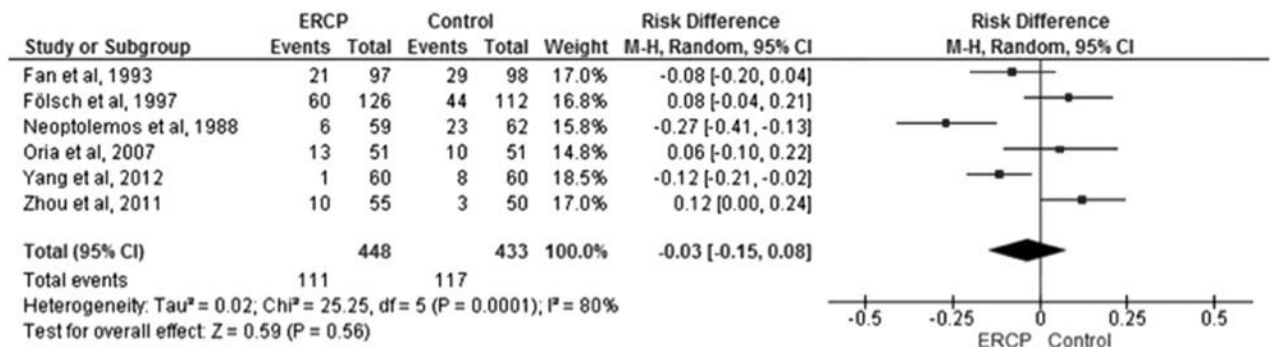 ERCP Control Risk Difference Risk Difference
Study or Subgroup Events Total Events Total Weight M-H, Random, 95% CI M-H, Random, 95% CI
Fan et al, 1993 21 97 29 98 17.0% -0.08 [-0.20, 0.04]
Fölsch et al, 1997 60 126 44 112 16.8% 0.08 [-0.04, 0.21]
Neoptolemos et al, 1988 6 59 23 62 15.8% -0.27 [-0.41, -0.13]
Oria et al, 2007 13 51 10 51 14.8% 0.06 [-0.10, 0.22]
Yang et al, 2012 1 60 8 60 18.5% -0.12 [-0.21, -0.02]
Zhou et al, 2011 10 55 3 50 17.0% 0.12 [0.00, 0.24]
Total (95% CI) 448 433 100.0% -0.03 [-0.15, 0.08]
Total events 111 117
Heterogeneity: Tau² = 0.02; Chi² = 25.25, df = 5 (P = 0.0001); I² = 80%
Test for overall effect: Z = 0.59 (P = 0.56)
-0.5 -0.25 0 0.25 0.5
ERCP Control